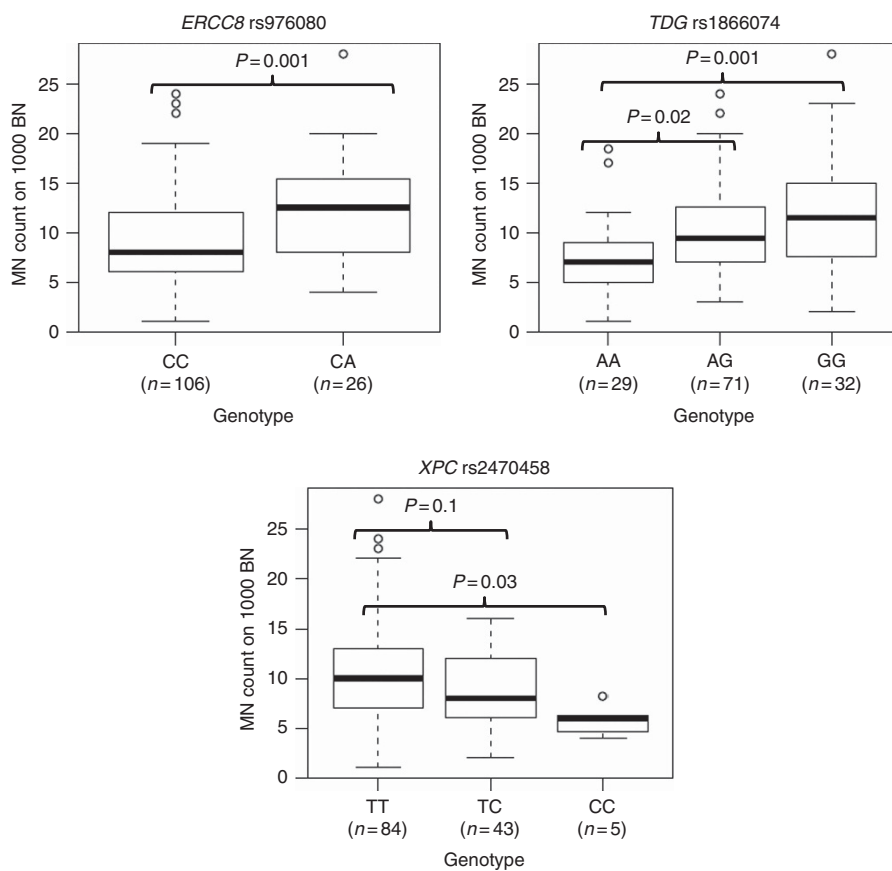 ERCC8 rs976080
P=0.001
MN count on 1000 BN
25
20
15
10
5
0
CC
CA
(n=106)
(n=26)
Genotype
TDG rs1866074
P=0.001
P=0.02
MN count on 1000 BN
25
20
15
10
5
0
AA
AG
GG
(n=29)
(n=71)
(n=32)
Genotype
XPC rs2470458
P=0.1
P=0.03
MN count on 1000 BN
25
20
15
10
5
0
TT
TC
CC
(n=84)
(n=43)
(n=5)
Genotype